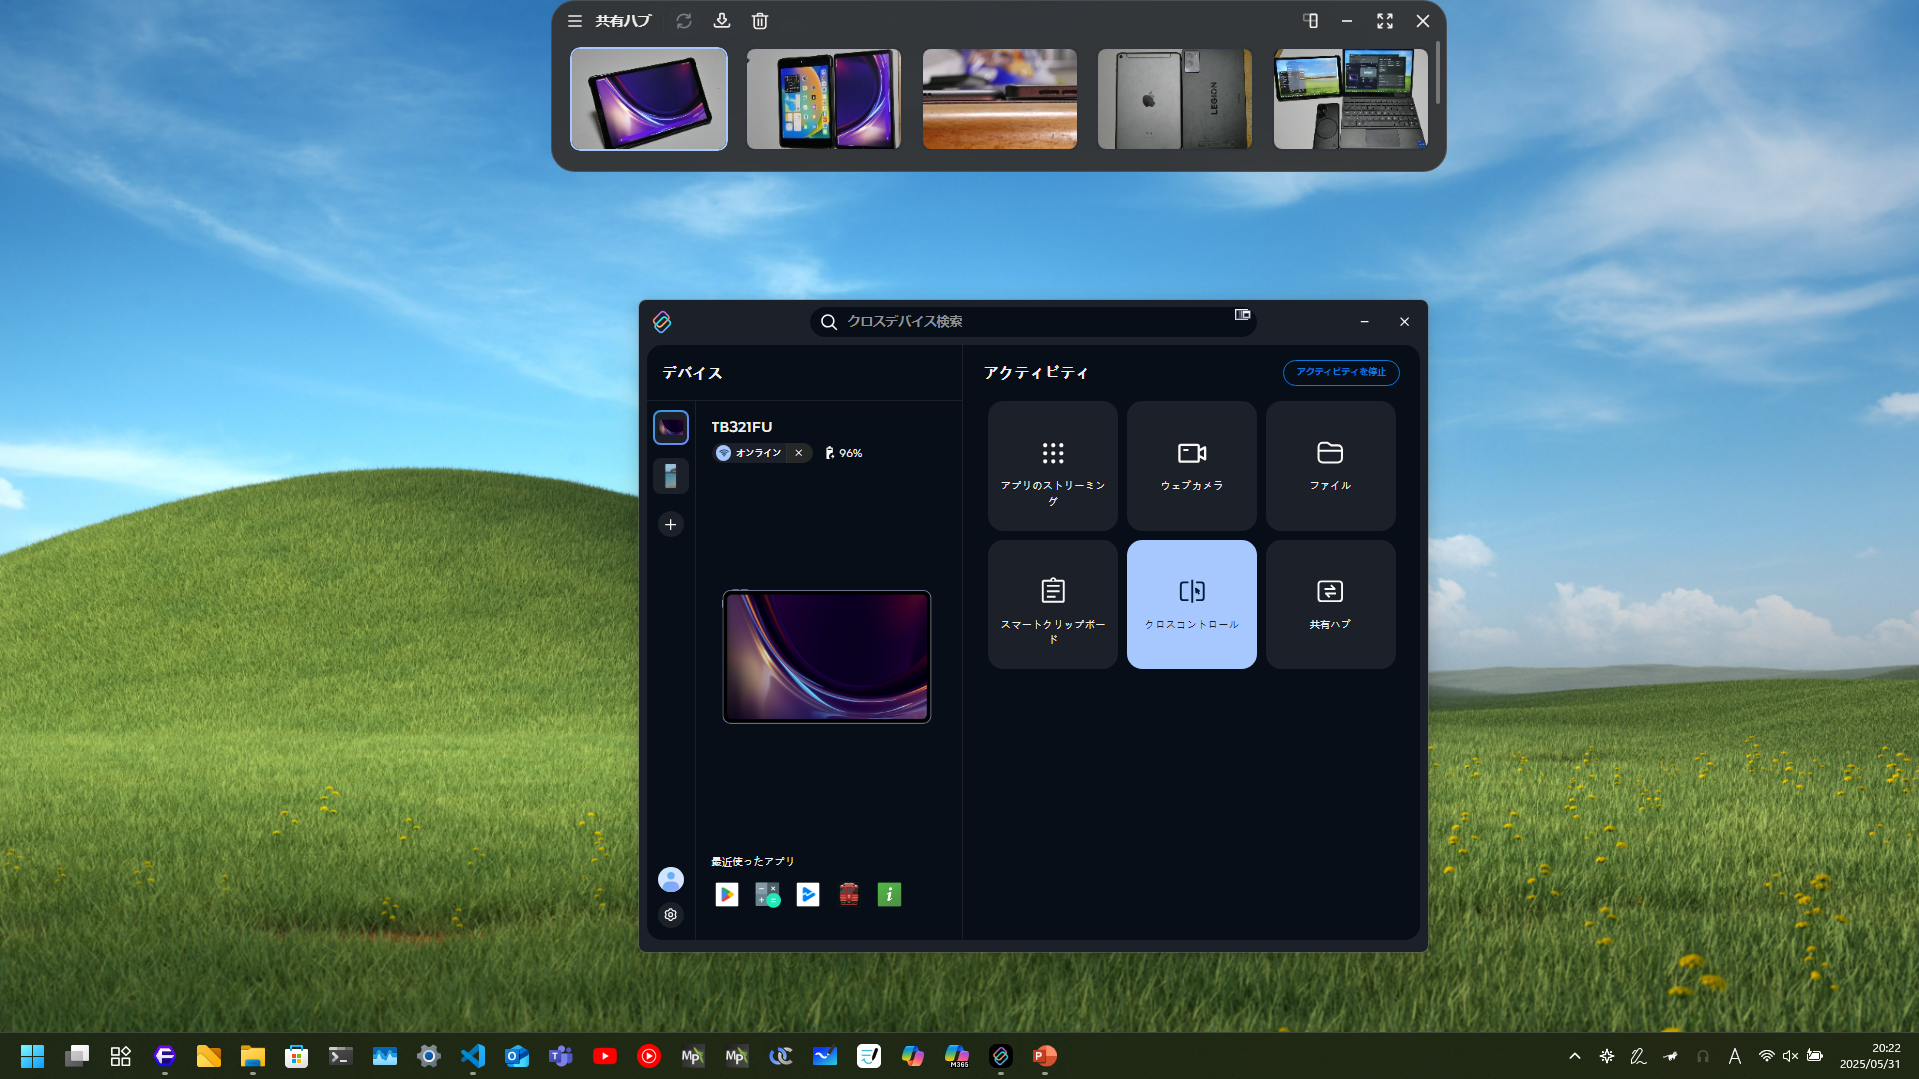 共有ハブ
LEGION
クロスデバイス検索
デバイス
TB321FU
オンライン
96%
最近使ったアプリ
アクティビティ
アクティビティを停止
アプリのストリーミン
グ
ウェブカメラ
ファイル
スマートクリップボー
ド
クロスコントロール
共有ハブ
M365
A
20:22
2025/05/31